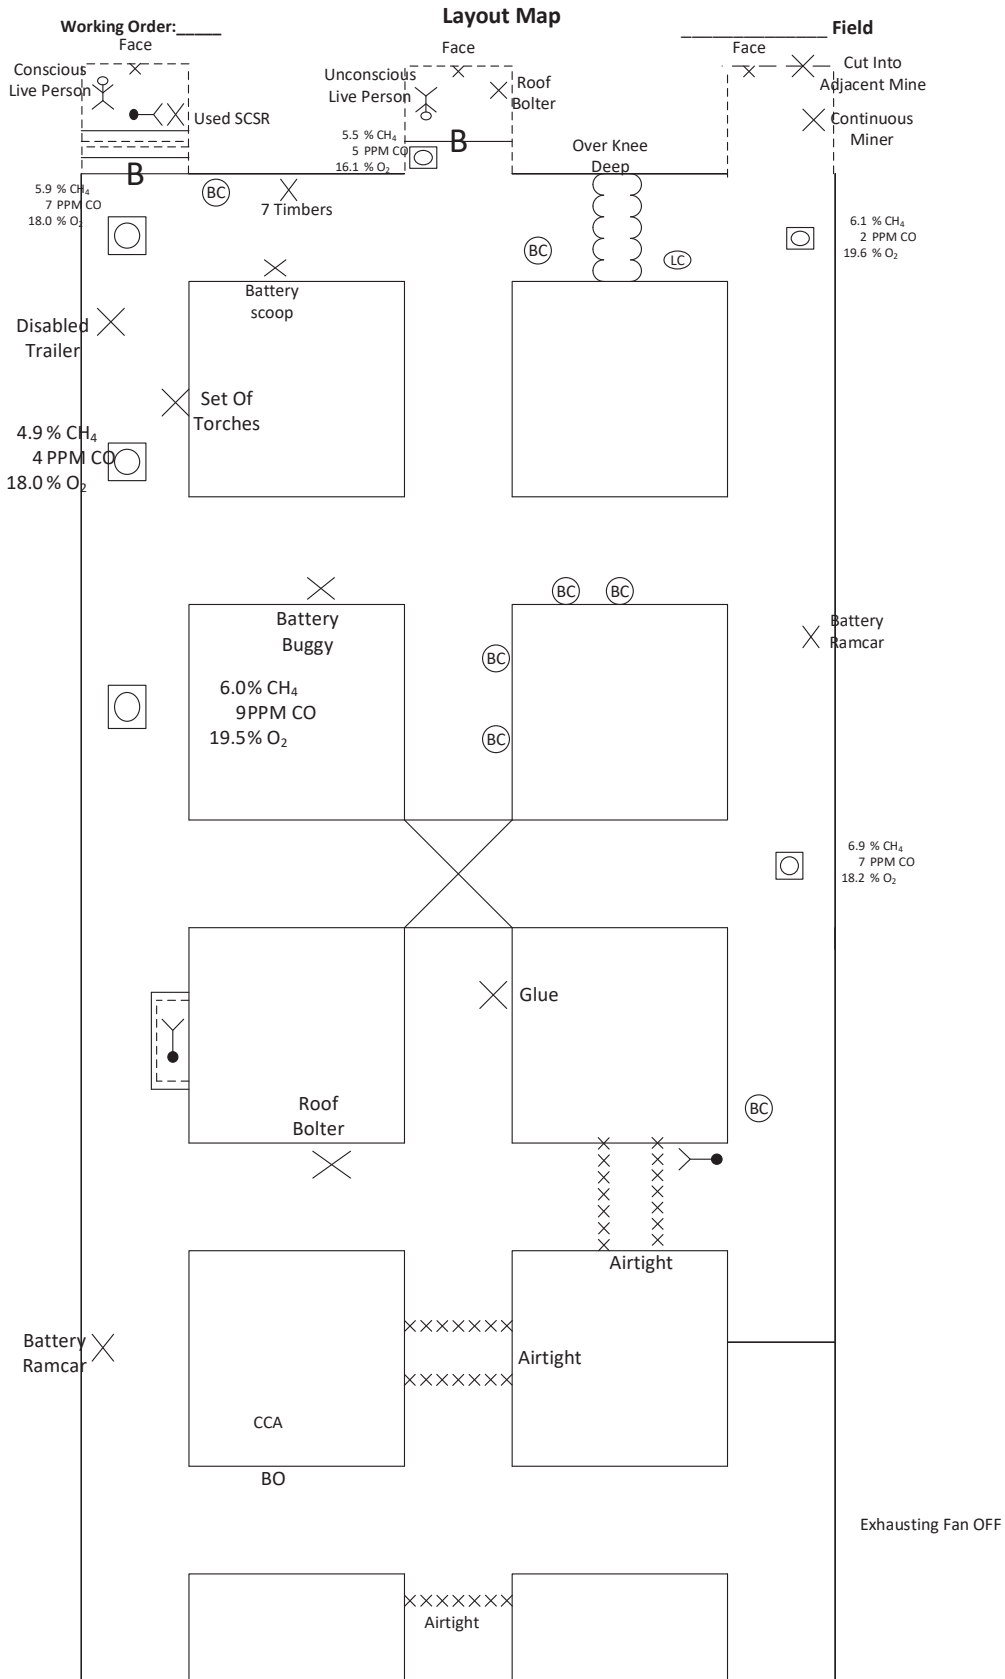 Layout Map
Working Order:_____
______________ Field
Face
Face
Face
Conscious
Live Person
Used SCSR
Unconscious
Live Person
Roof
Bolter
Cut Into
Adjacent Mine
Continuous
Miner
B
B
5.5 % CH₄
5 PPM CO
16.1 % O₂
Over Knee
Deep
5.9 % CH₄
7 PPM CO
18.0 % O₂
BC
7 Timbers
BC
LC
6.1 % CH₄
2 PPM CO
19.6 % O₂
Battery
scoop
Disabled
Trailer
Set Of
Torches
4.9 % CH₄
4 PPM CO
18.0 % O₂
BC
BC
Battery
Buggy
Battery
Ramcar
BC
6.0% CH₄
9PPM CO
19.5% O₂
BC
6.9 % CH₄
7 PPM CO
18.2 % O₂
Glue
Roof
Bolter
BC
Airtight
Battery
Ramcar
Airtight
CCA
BO
Exhausting Fan OFF
Airtight